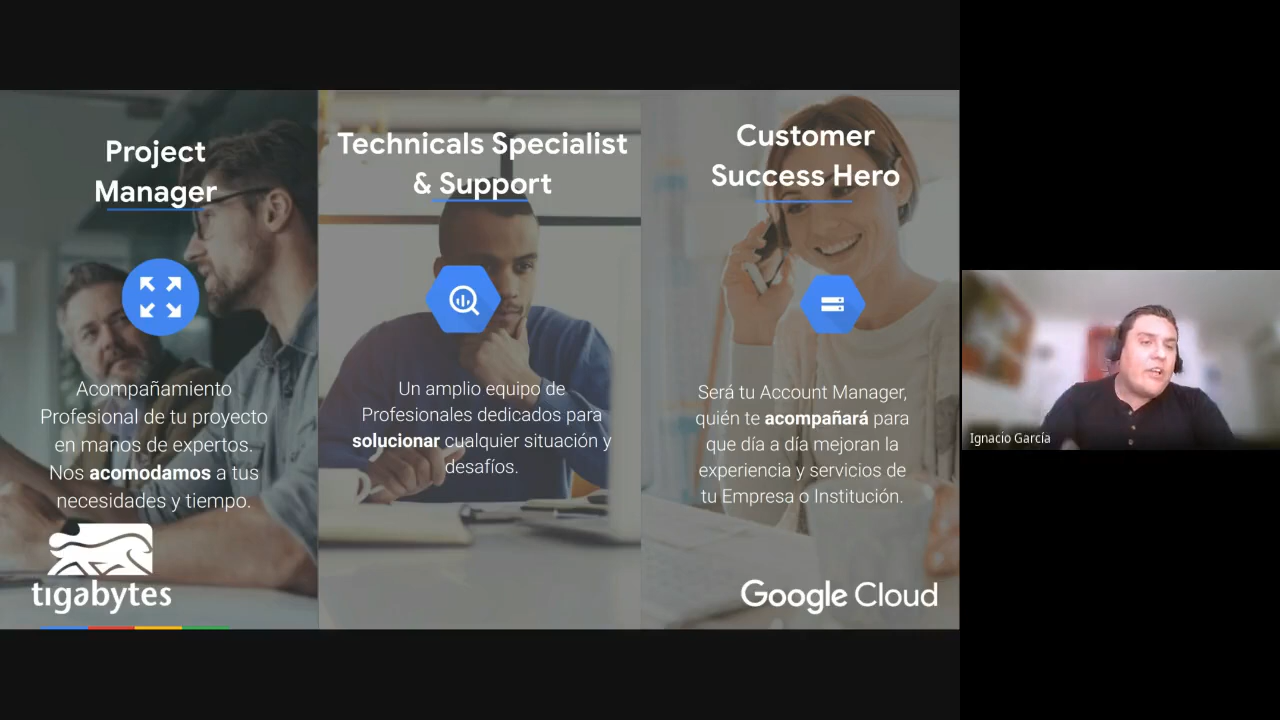 Project
Manager
Acompañamiento
Profesional de tu proyecto
en manos de expertos.
Nos acomodamos a tus
necesidades y tiempo.
tigabytes
Technicals Specialist
& Support
Un amplio equipo de
Profesionales dedicados para
solucionar cualquier situación y
desafíos.
Customer
Success Hero
Será tu Account Manager,
quién te acompañará para
que día a día mejoran la
experiencia y servicios de
tu Empresa o Institución.
Google Cloud
Ignacio García